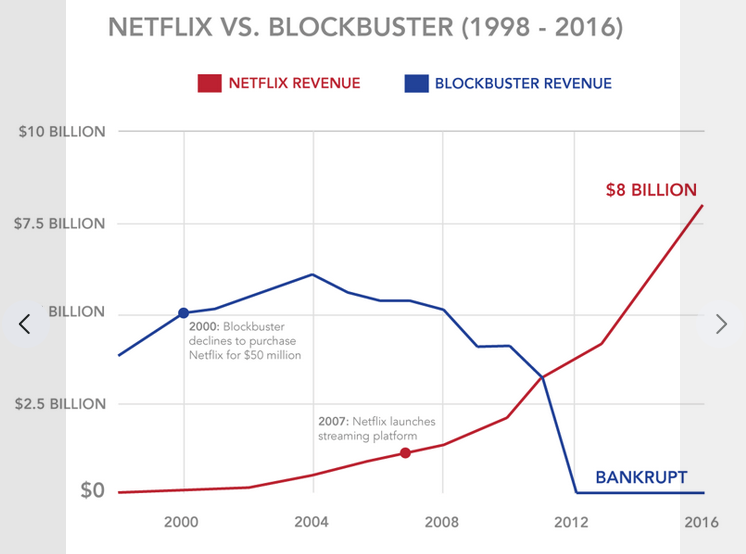 NETFLIX VS. BLOCKBUSTER (1998 - 2016)
NETFLIX REVENUE
BLOCKBUSTER REVENUE
$10 BILLION
$8 BILLION
$7.5 BILLION
BILLION
2000: Blockbuster
declines to purchase
Netflix for $50 million
$2.5 BILLION
2007: Netflix launches
streaming platform
BANKRUPT
$0
2000
2004
2008
2012
2016